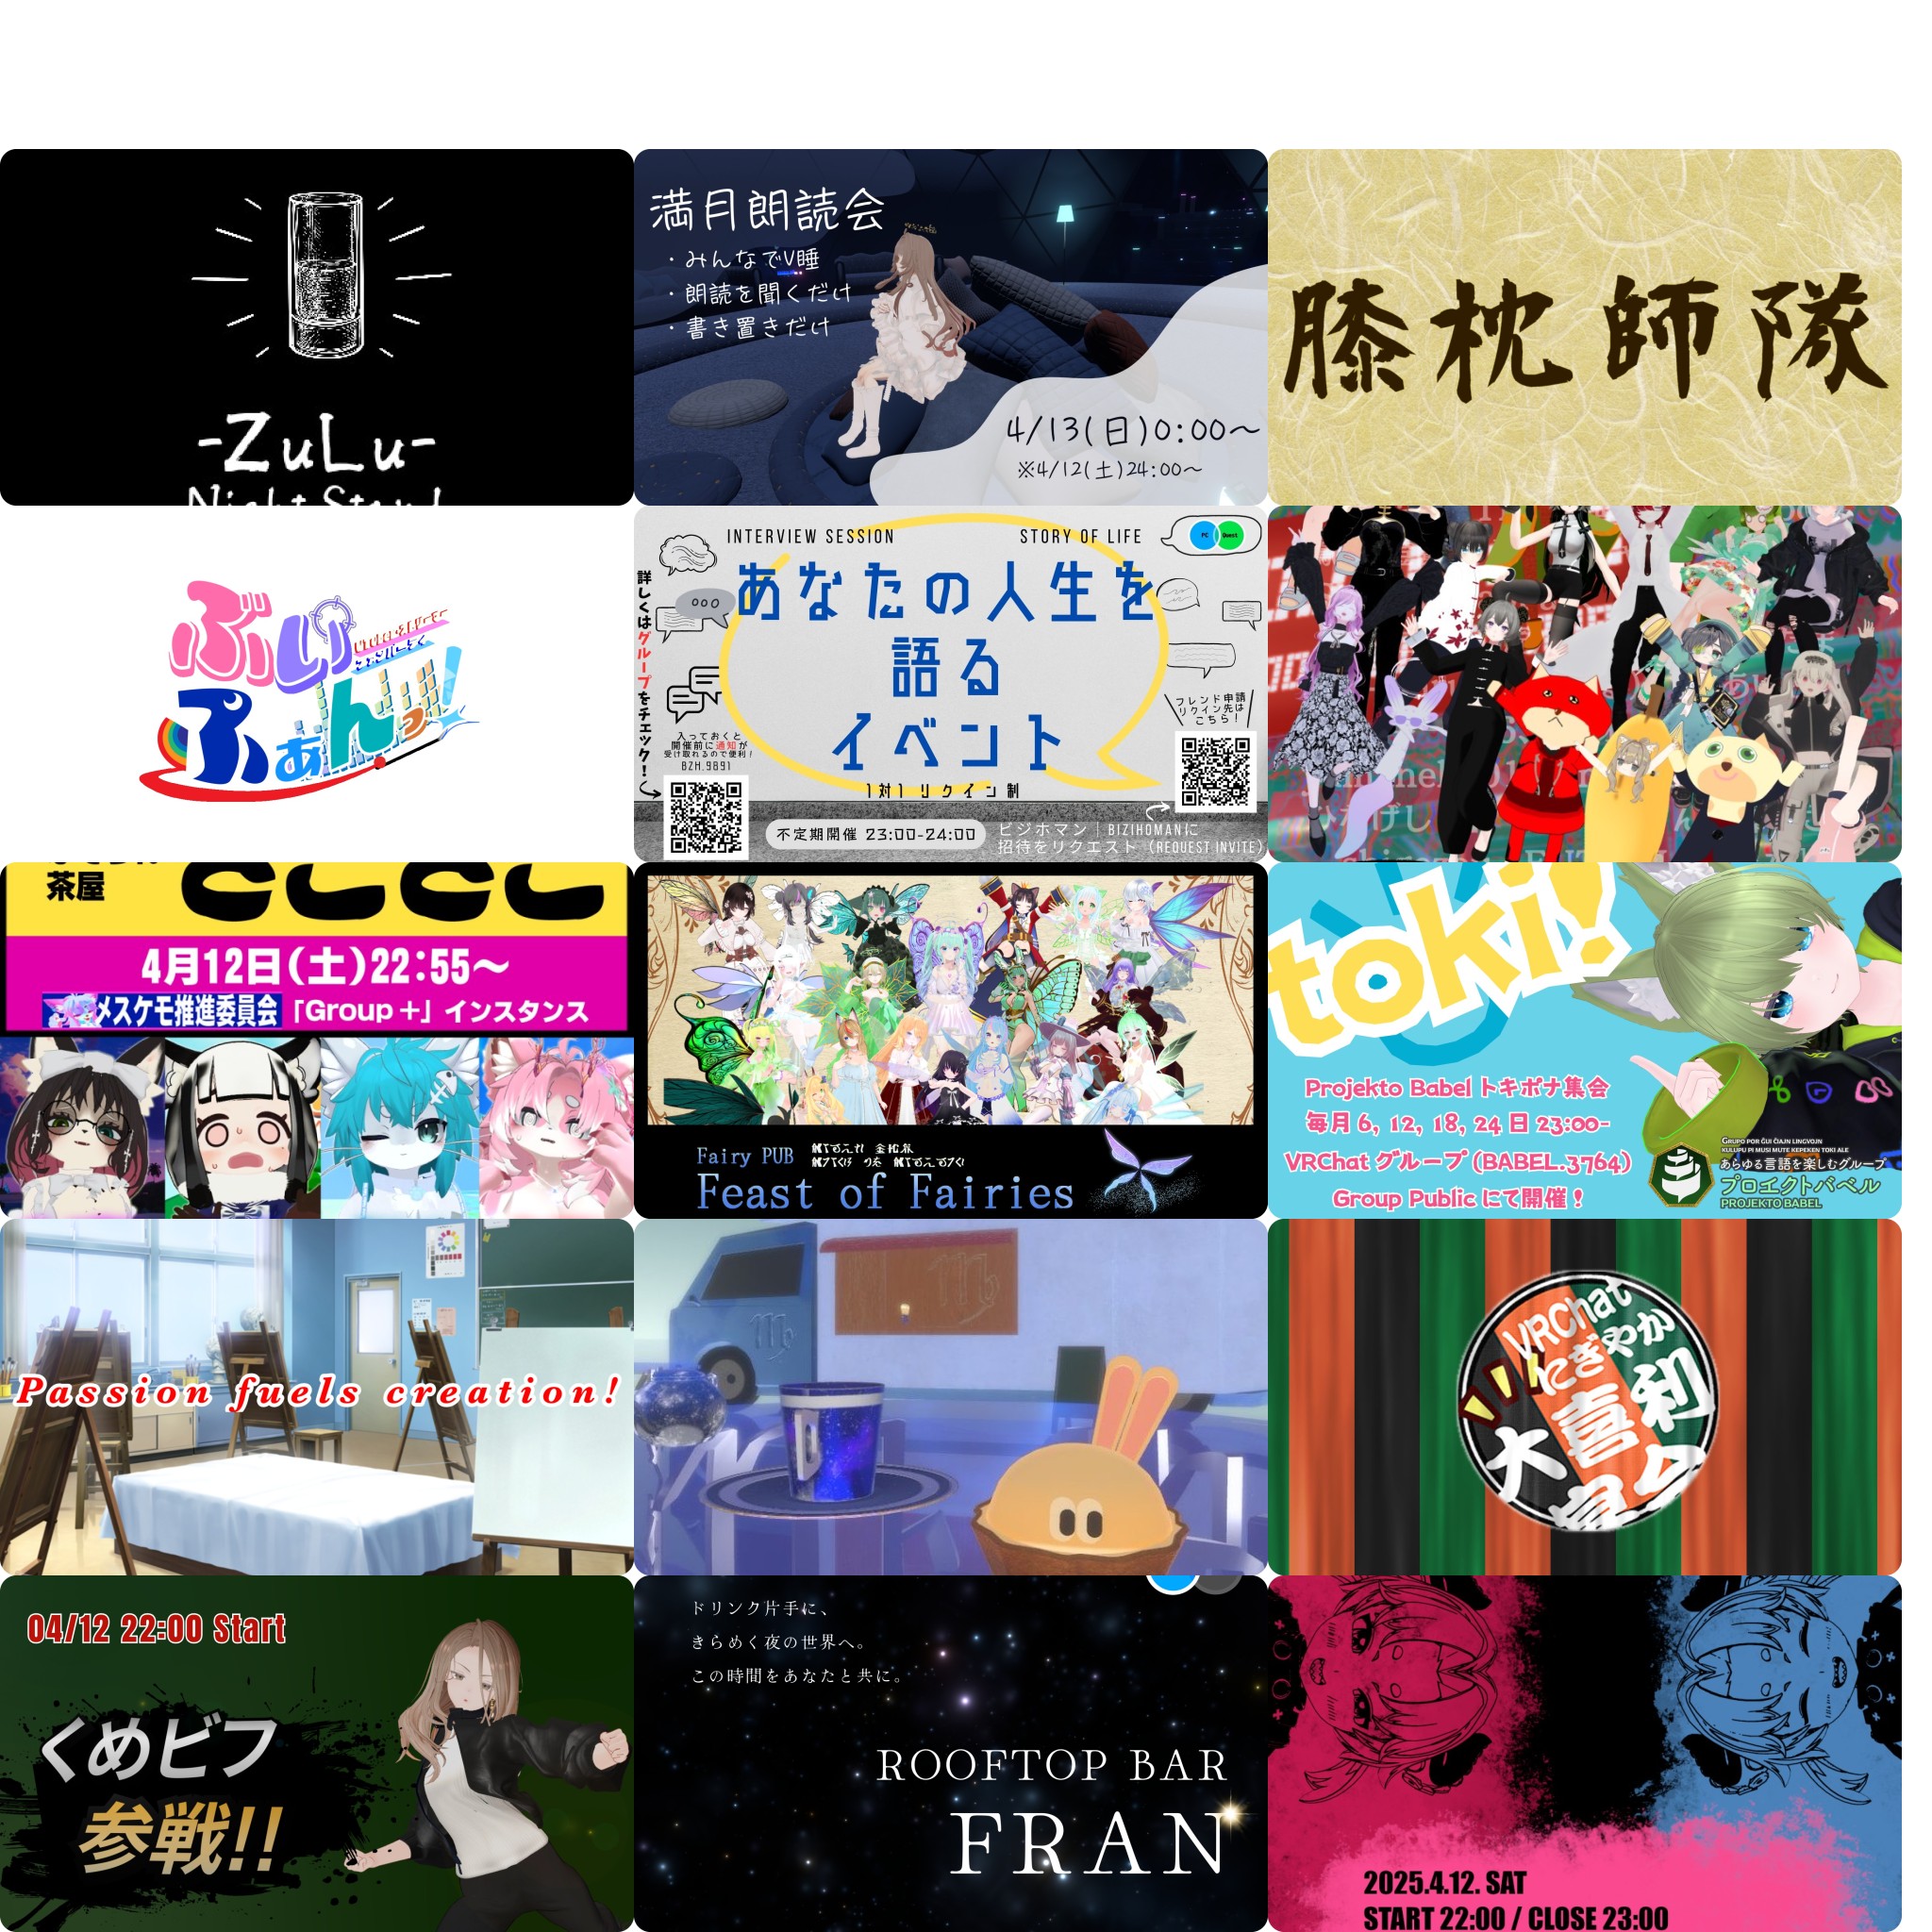 -ZuLu-
満月朗読会
・みんなでV睡
・朗読を聞くだけ
・書き置きだけ
4/13(日)0:00～
※4/12(土)24:00～
膝枕師隊
ぶいふぁんっ!
INTERVIEW SESSION
STORY OF LIFE
PC
Quest
あなたの人生を
語る
イベント
1対1 リクイン制
詳しくはグループをチェック!
入っておくと
開催前に通知が
受け取れるので便利!
BZH.9891
フレンド申請
リクイン先は
こちら!
不定期開催 23:00-24:00
ビジホマン｜BIZIHOMANに
招待をリクエスト（REQUEST INVITE）
茶屋
4月12日(土)22:55～
メスケモ推進委員会「Group＋」インスタンス
Fairy PUB
Feast of Fairies
toki!
Projekto Babel トキポナ集会
毎月 6, 12, 18, 24 日 23:00-
VRChat グループ (BABEL.3764)
Group Public にて開催！
GRUPO POR ĈUI ĈIAJN LINGVOJN
KULUPU PI MUSI MUTE KEPEKEN TOKI ALE
あらゆる言語を楽しむグループ
プロエクトバベル
PROJEKTO BABEL
Passion fuels creation!
VRChat
にぎやか
大喜利
04/12 22:00 Start
くめビフ
参戦!!
ドリンク片手に、
きらめく夜の世界へ。
この時間をあなたと共に。
ROOFTOP BAR
FRAN
2025.4.12. SAT
START 22:00 / CLOSE 23:00